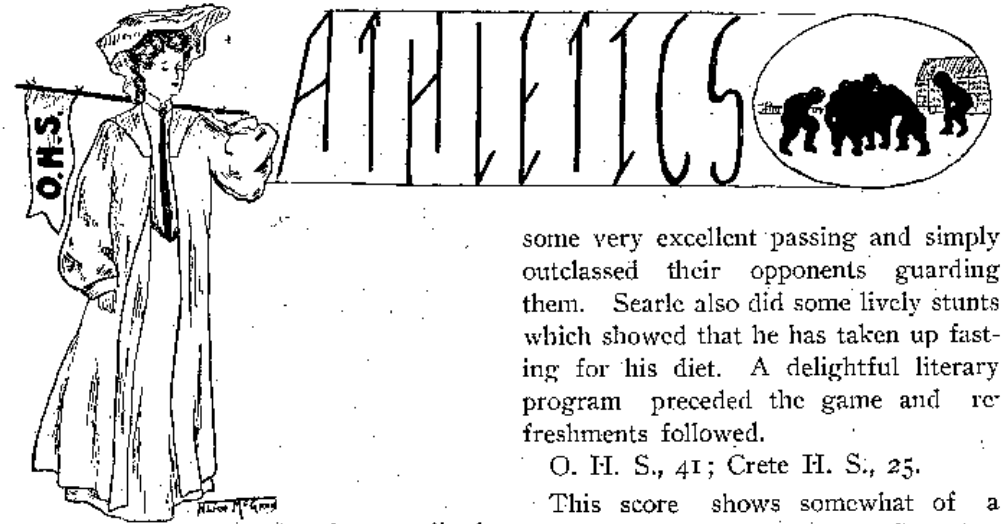 ATHLETICS
O.H.S.
some very excellent passing and simply
outclassed their opponents guarding
them. Searle also did some lively stunts
which showed that he has taken up fast-
ing for his diet. A delightful literary
program preceded the game and re-
freshments followed.
O. H. S., 41; Crete H. S., 25.
This score shows somewhat of a